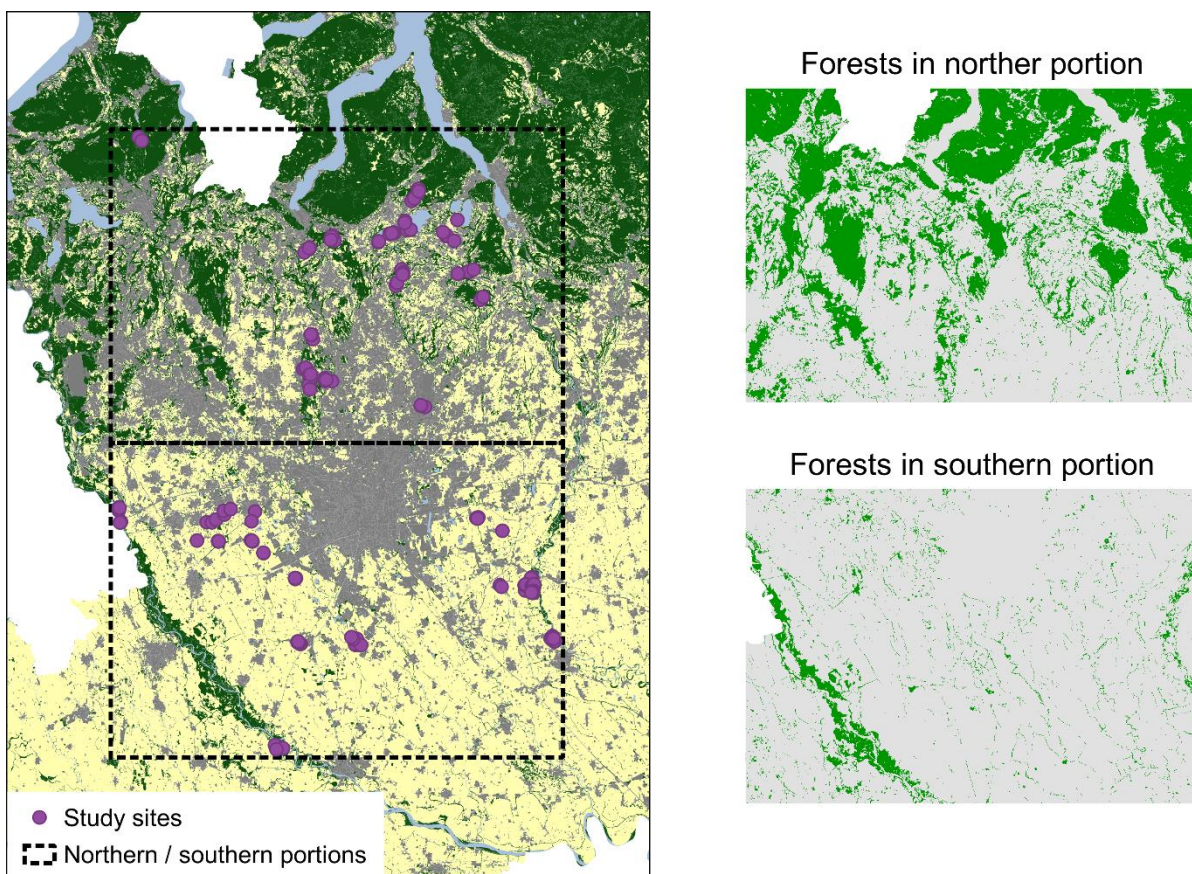 Forests in norther portion
Forests in southern portion
Study sites
Northern / southern portions